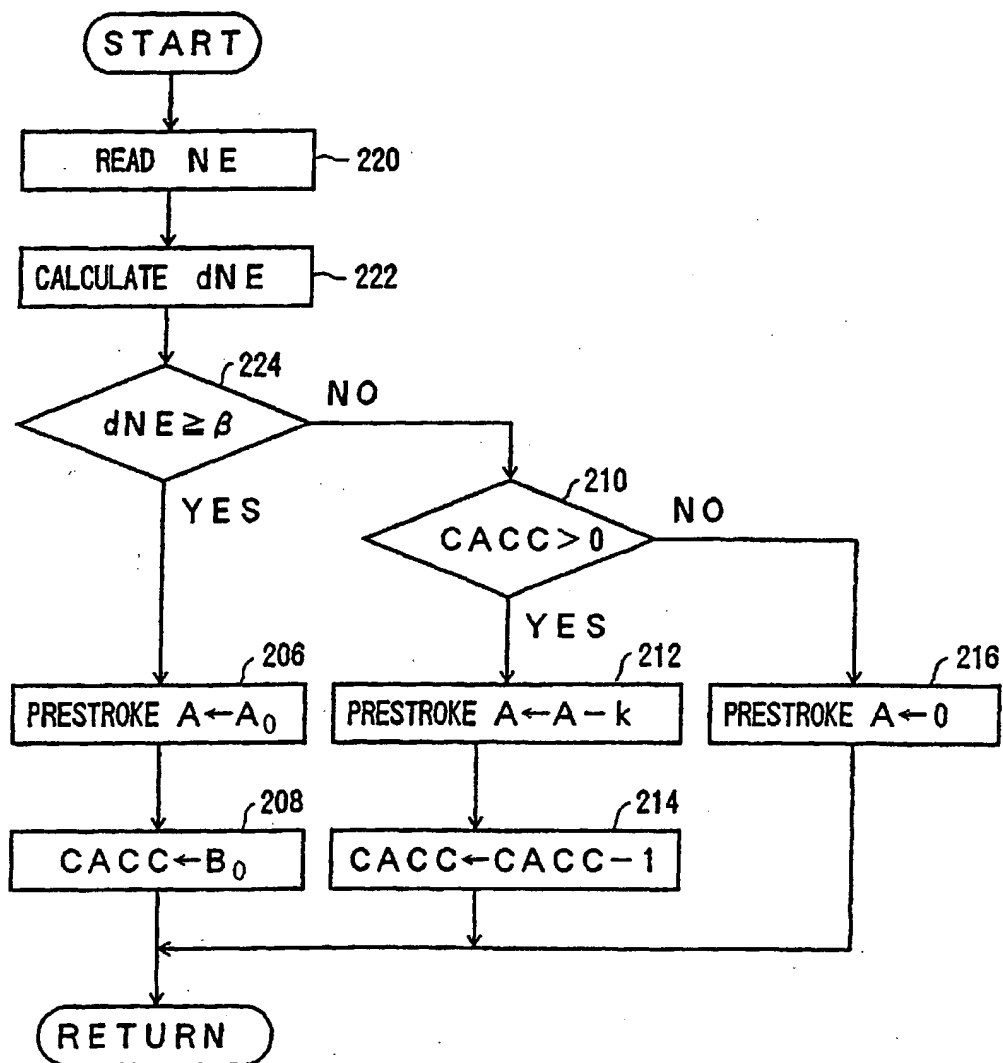 START
READ NE
220
CALCULATE dNE
222
224
dNE≧β
NO
YES
210
CACC>0
NO
YES
206
PRESTROKE A←A₀
212
PRESTROKE A←A−k
216
PRESTROKE A←0
208
CACC←B₀
214
CACC←CACC−1
RETURN